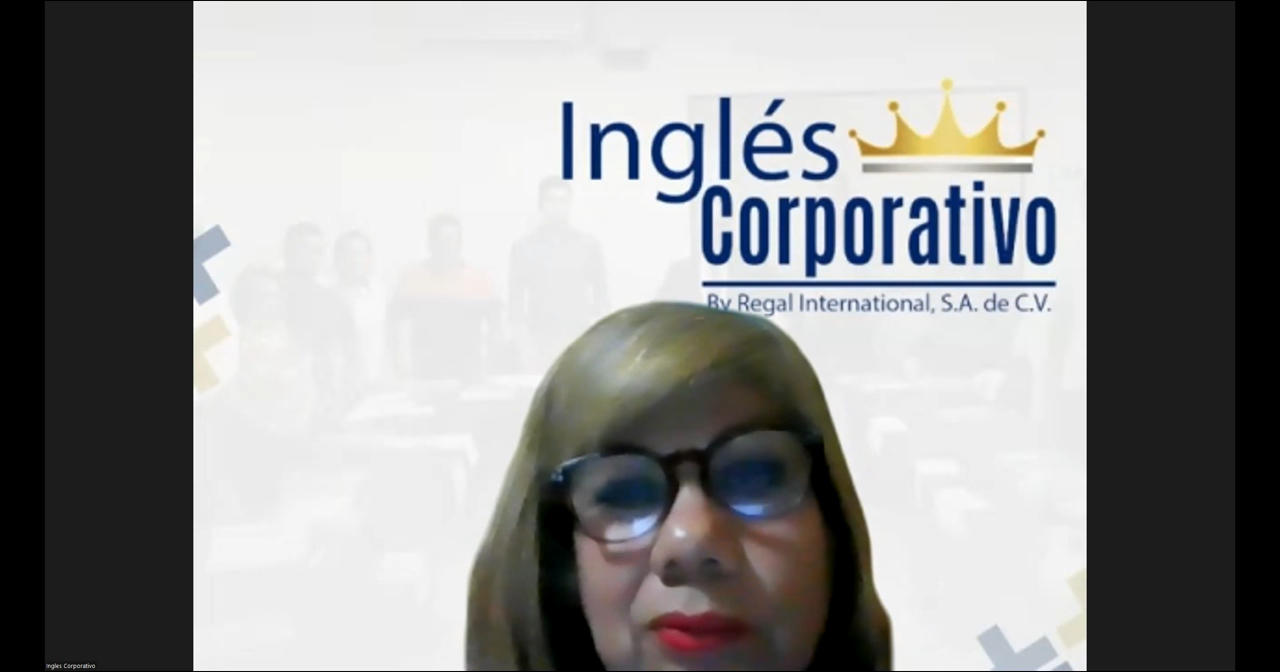 Inglés
Corporativo
By Regal International, S.A. de C.V.
Ingles Corporativo